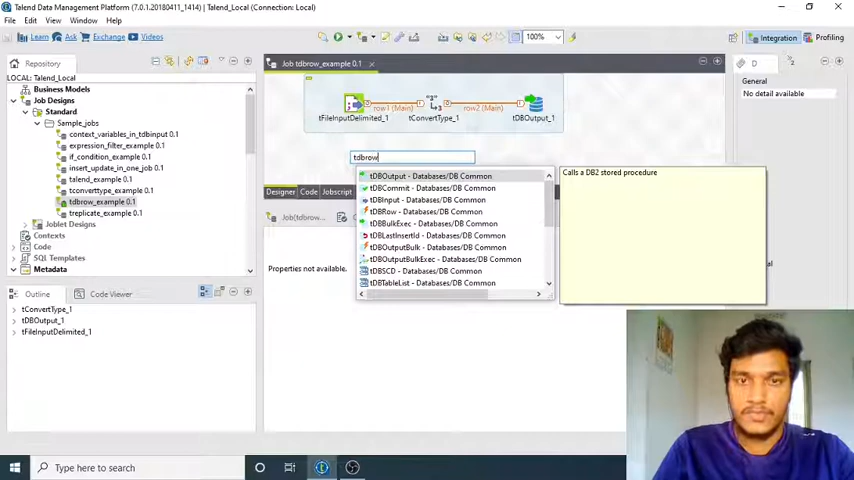 Talend Data Management Platform (7.0.1.20180411_1414) | Talend_Local (Connection: Local)
File Edit View Window Help
Learn Ask Exchange Videos
100%
Integration Profiling
Repository
LOCAL: Talend_Local
Business Models
Job Designs
Standard
Sample_jobs
context_variables_in_tdbinput 0.1
expression_filter_example 0.1
if_condition_example 0.1
insert_update_in_one_job 0.1
talend_example 0.1
tconverttype_example 0.1
tdbrow_example 0.1
treplicate_example 0.1
Joblet Designs
Contexts
Code
SQL Templates
Metadata
Outline Code Viewer
tConvertType_1
tDBOutput_1
tFileInputDelimited_1
Job tdbrow_example 0.1
row1 (Main) row2 (Main)
tFileInputDelimited_1 tConvertType_1 tDBOutput_1
tdbrow
tDBOutput - Databases/DB Common
tDBCommit - Databases/DB Common
tDBInput - Databases/DB Common
tDBRow - Databases/DB Common
tDBBulkExec - Databases/DB Common
tDBLastInsertId - Databases/DB Common
tDBOutputBulk - Databases/DB Common
tDBOutputBulkExec - Databases/DB Common
tDBSCD - Databases/DB Common
tDBTableList - Databases/DB Common
Calls a DB2 stored procedure
Designer Code Jobscript
Job(tdbrow...
Properties not available.
D
General
No detail available
al
Type here to search